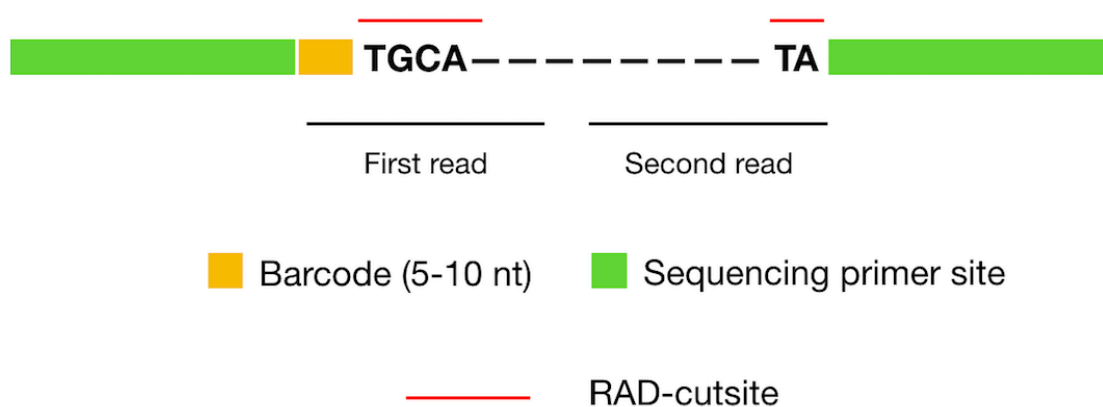 TGCA TA
First read Second read
Barcode (5-10 nt) Sequencing primer site
RAD-cutsite